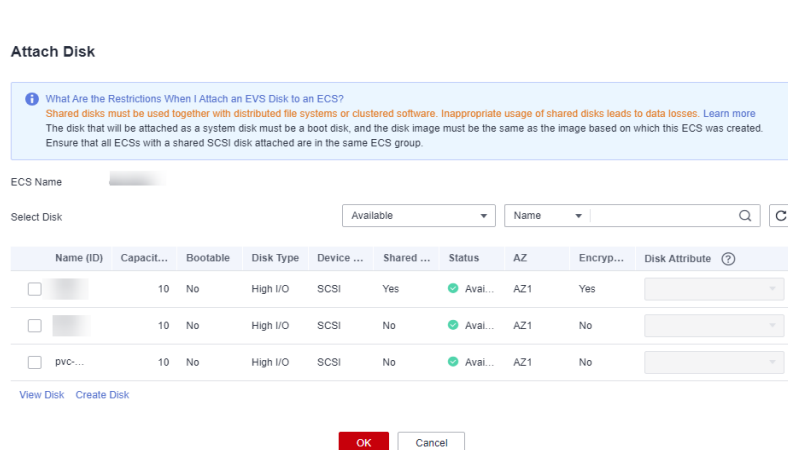 Attach Disk
What Are the Restrictions When I Attach an EVS Disk to an ECS?
Shared disks must be used together with distributed file systems or clustered software. Inappropriate usage of shared disks leads to data losses. Learn more
The disk that will be attached as a system disk must be a boot disk, and the disk image must be the same as the image based on which this ECS was created.
Ensure that all ECSs with a shared SCSI disk attached are in the same ECS group.
ECS Name
Select Disk Available Name
Name (ID) Capacit... Bootable Disk Type Device ... Shared ... Status AZ Encryp... Disk Attribute ?
10 No High I/O SCSI Yes Avai... AZ1 Yes
10 No High I/O SCSI No Avai... AZ1 No
pvc-... 10 No High I/O SCSI No Avai... AZ1 No
View Disk Create Disk
OK Cancel